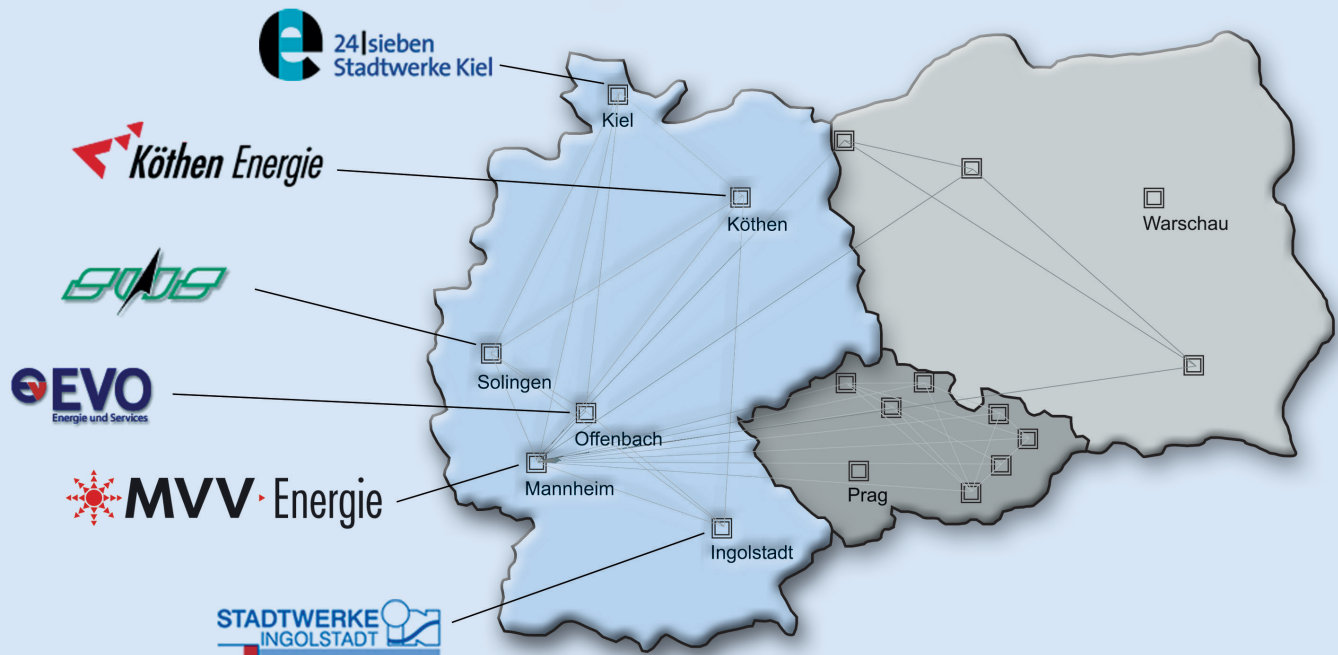 24|sieben
Stadtwerke Kiel
Kiel
Köthen Energie
Köthen
Warschau
SWS
Solingen
EVO
Energie und Services
Offenbach
MVV Energie
Mannheim
Prag
Ingolstadt
STADTWERKE
INGOLSTADT